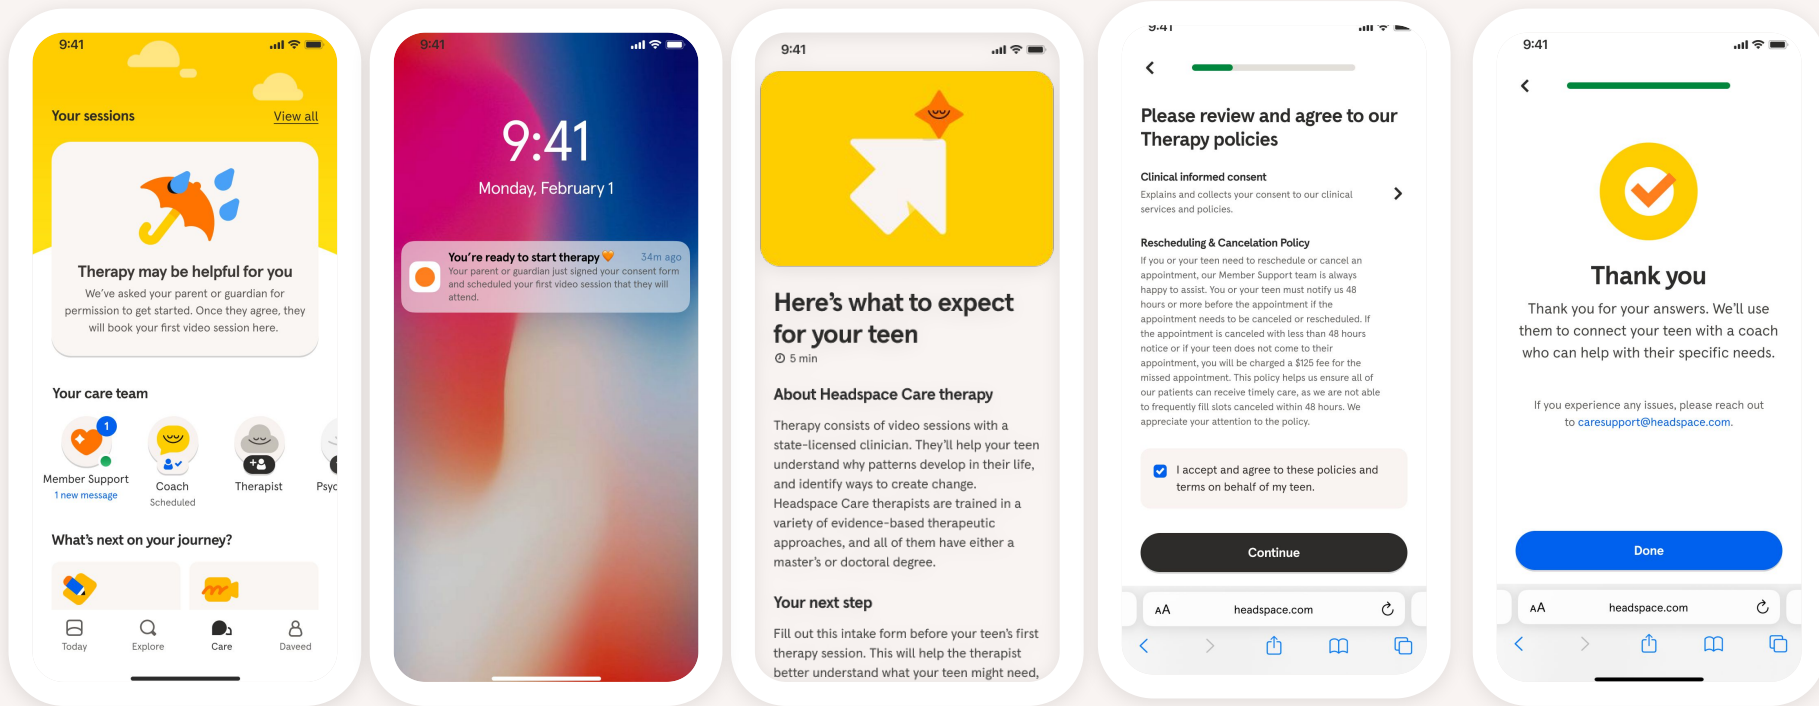 9:41
Your sessions
View all
Therapy may be helpful for you
We've asked your parent or guardian for
permission to get started. Once they agree, they
will book your first video session here.
Your care team
1
Member Support
1 new message
Coach
Scheduled
Therapist
Psyc
What's next on your journey?
Today
Explore
Care
Daveed
9:41
9:41
Monday, February 1
You're ready to start therapy 🧡
34m ago
Your parent or guardian just signed your consent form
and scheduled your first video session that they will
attend.
9:41
Here's what to expect
for your teen
5 min
About Headspace Care therapy
Therapy consists of video sessions with a
state-licensed clinician. They'll help your teen
understand why patterns develop in their life,
and identify ways to create change.
Headspace Care therapists are trained in a
variety of evidence-based therapeutic
approaches, and all of them have either a
master's or doctoral degree.
Your next step
Fill out this intake form before your teen's first
therapy session. This will help the therapist
better understand what your teen might need,
9:41
Please review and agree to our
Therapy policies
Clinical informed consent
Explains and collects your consent to our clinical
services and policies.
Rescheduling & Cancelation Policy
If you or your teen need to reschedule or cancel an
appointment, our Member Support team is always
happy to assist. You or your teen must notify us 48
hours or more before the appointment if the
appointment needs to be canceled or rescheduled. If
the appointment is canceled with less than 48 hours
notice or if your teen does not come to their
appointment, you will be charged a $125 fee for the
missed appointment. This policy helps us ensure all of
our patients can receive timely care, as we are not able
to frequently fill slots canceled within 48 hours. We
appreciate your attention to the policy.
I accept and agree to these policies and
terms on behalf of my teen.
Continue
AA
headspace.com
9:41
Thank you
Thank you for your answers. We'll use
them to connect your teen with a coach
who can help with their specific needs.
If you experience any issues, please reach out
to caresupport@headspace.com.
Done
AA
headspace.com